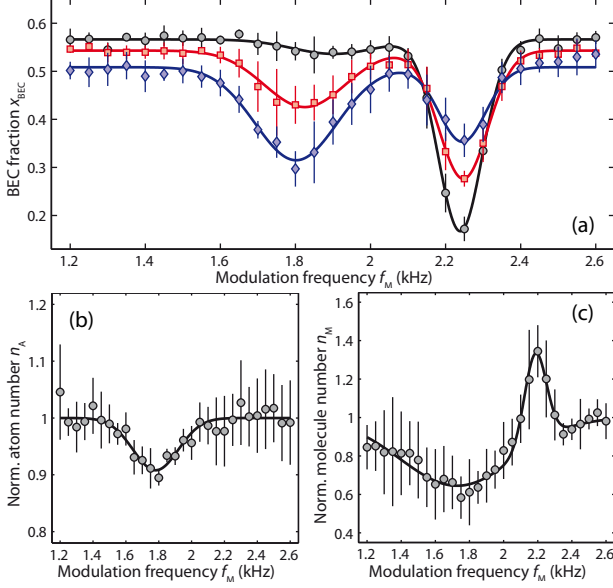 0.6
0.5
0.4
0.3
0.2
BEC fraction x_BEC
(a)
1.2 1.4 1.6 1.8 2 2.2 2.4 2.6
Modulation frequency f_M (kHz)
(b)
1.2
1.1
1
0.9
0.8
Norm. atom number n_A
1.2 1.4 1.6 1.8 2 2.2 2.4 2.6
Modulation frequency f_M (kHz)
(c)
1.6
1.4
1.2
1.0
0.8
0.6
0.4
Norm. molecule number n_M
1.2 1.4 1.6 1.8 2 2.2 2.4 2.6
Modulation frequency f_M (kHz)